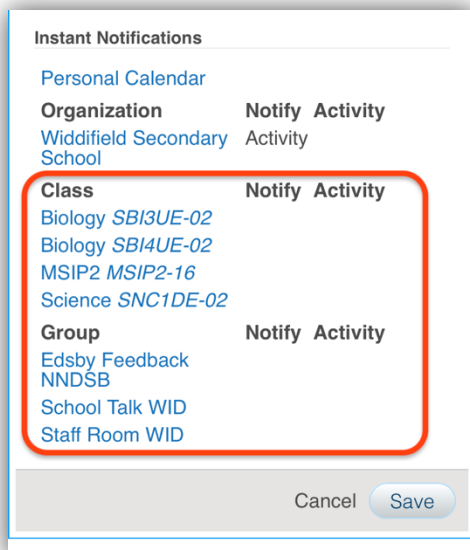 Instant Notifications
Personal Calendar
Organization Notify Activity
Widdifield Secondary Activity
School
Class Notify Activity
Biology SBI3UE-02
Biology SBI4UE-02
MSIP2 MSIP2-16
Science SNC1DE-02
Group Notify Activity
Edsby Feedback
NNDSB
School Talk WID
Staff Room WID
Cancel Save